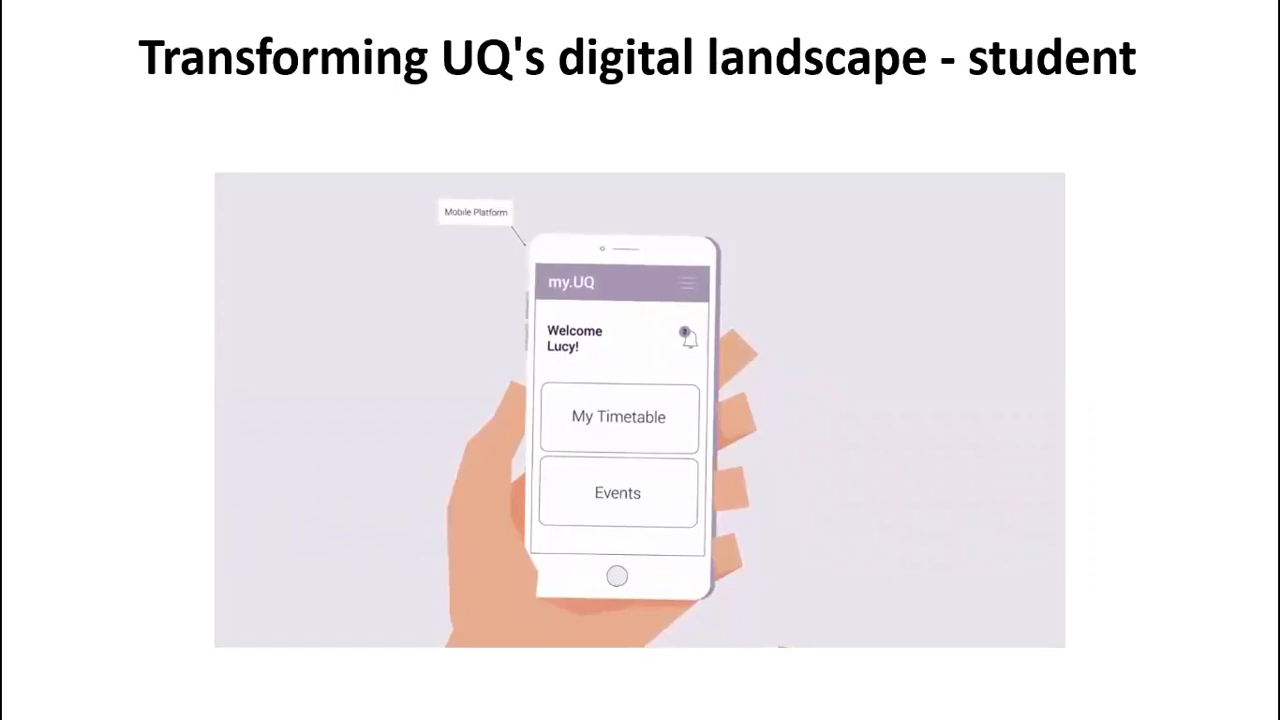 Transforming UQ's digital landscape - student
Mobile Platform
my.UQ
Welcome
Lucy!
My Timetable
Events